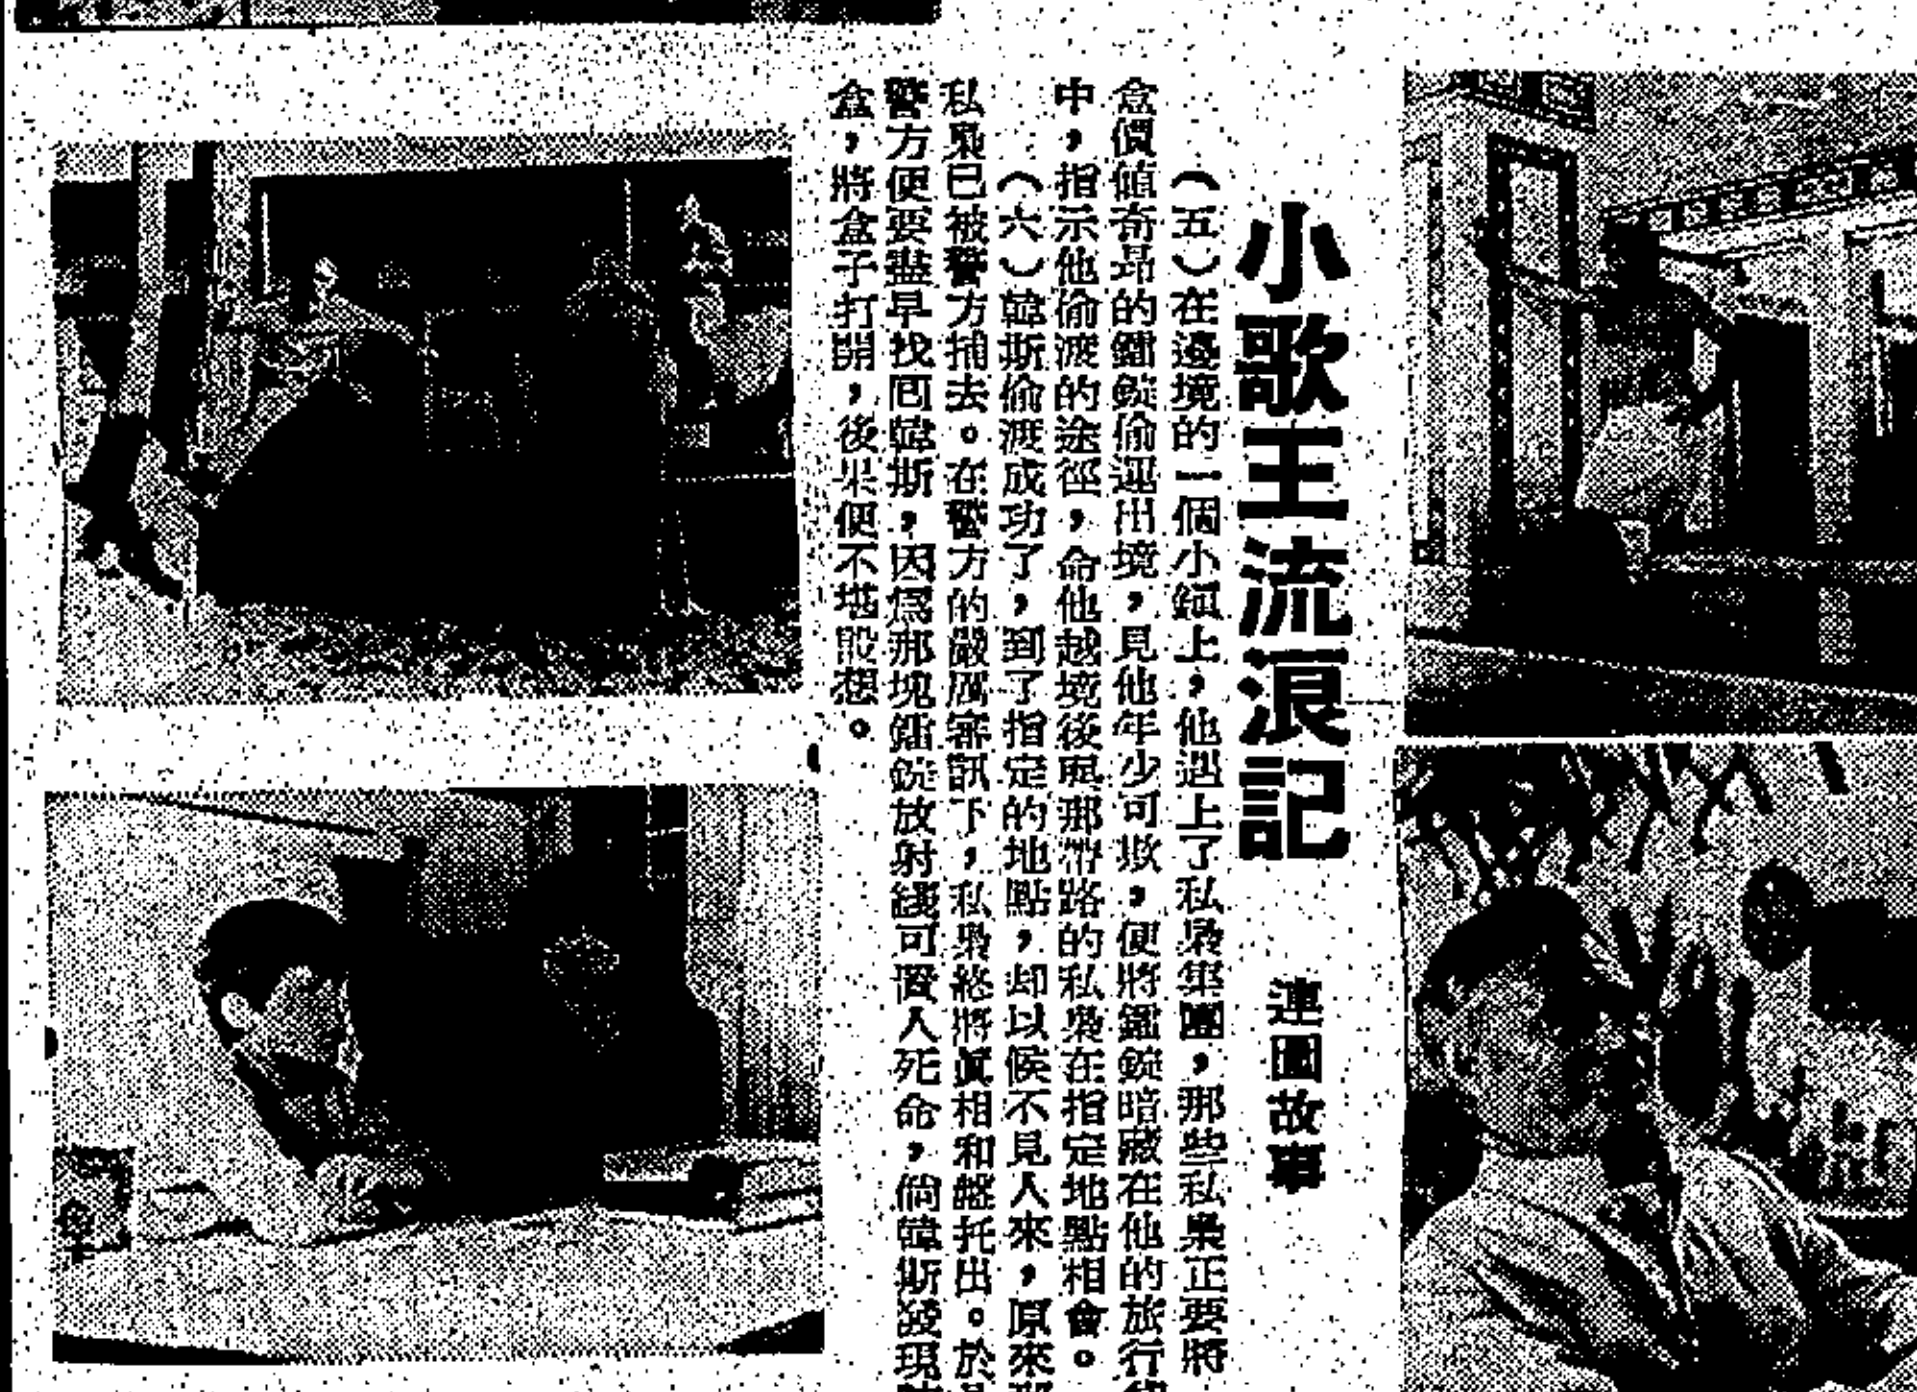 小歌王流浪記
連圖故事
（五）在邊境的一個小鎭上，他遇上了私梟集團，那些私梟正要將
盒價値奇昂的鐳錠偷運出境，見他年少可欺，便將鐳錠暗藏在他的旅行
中，指示他偷渡的途徑，命他越境後與那帶路的私梟在指定地點相會。
（六）韓斯偷渡成功了，到了指定的地點，却以候不見人來，原來那
私梟已被警方捕去。在警方的嚴厲審訊下，私梟終將眞相和盤托出。於
警方便要盡早找囘韓斯，因爲那塊鐳錠放射綫可置人死命，倘韓斯發現
盒，將盒子打開，後果便不堪設想。